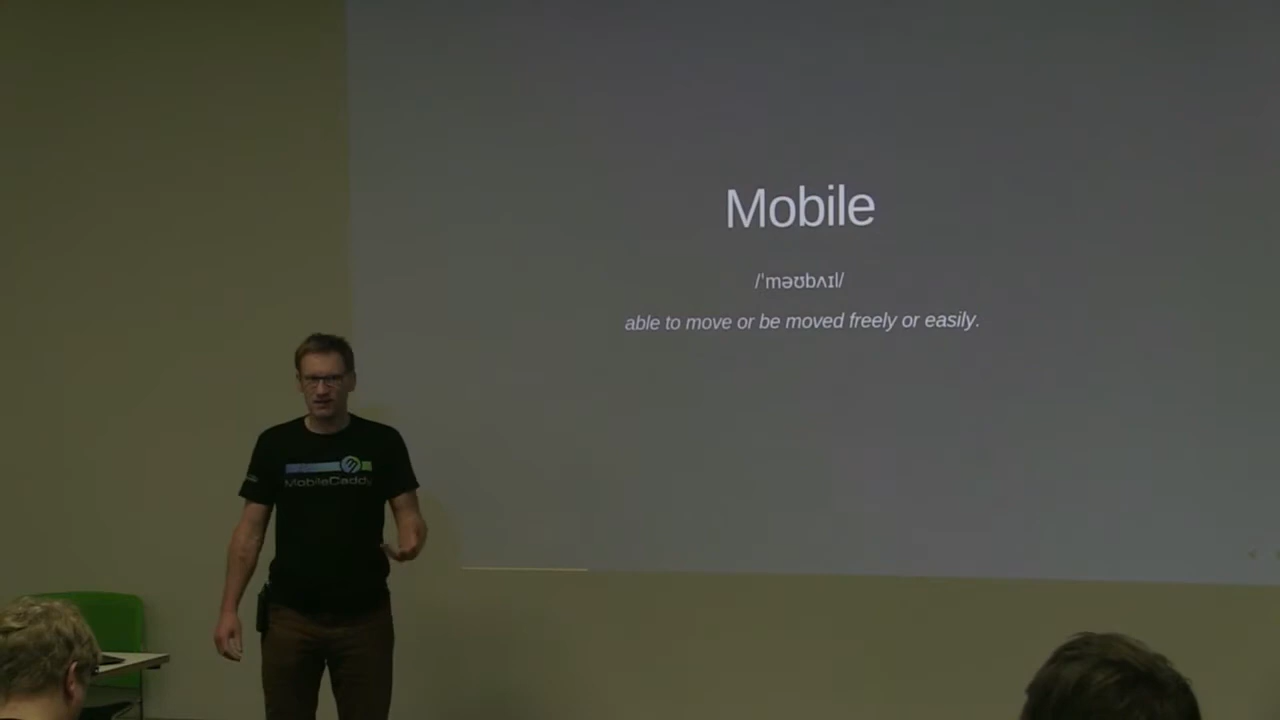 Mobile
/ˈməʊbʌɪl/
able to move or be moved freely or easily.
MobileCaddy